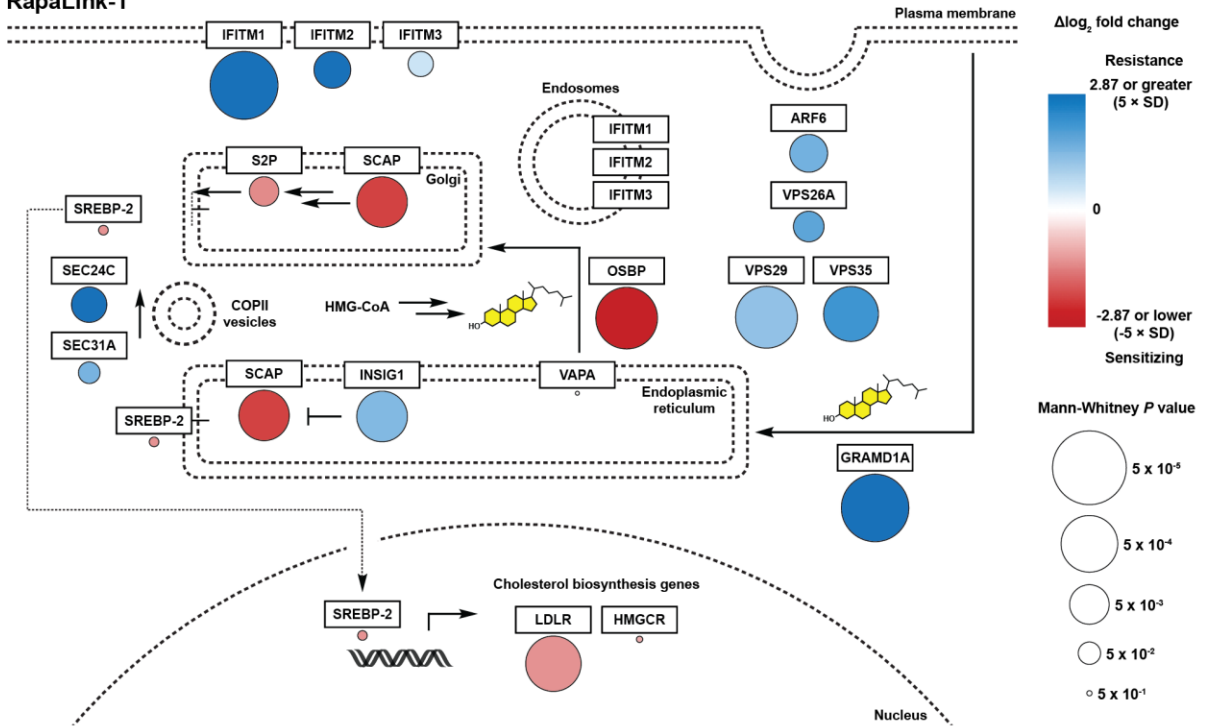 RapaLink-1
Plasma membrane
IFITM1
IFITM2
IFITM3
Endosomes
IFITM1
IFITM2
IFITM3
ARF6
VPS26A
VPS29
VPS35
S2P
SCAP
Golgi
SREBP-2
SEC24C
SEC31A
COPII
vesicles
HMG-CoA
HO
OSBP
SCAP
INSIG1
VAPA
Endoplasmic
reticulum
SREBP-2
HO
GRAMD1A
Cholesterol biosynthesis genes
SREBP-2
LDLR
HMGCR
Nucleus
Δlog₂ fold change
Resistance
2.87 or greater
(5 × SD)
0
-2.87 or lower
(-5 × SD)
Sensitizing
Mann-Whitney P value
5 x 10⁻⁵
5 x 10⁻⁴
5 x 10⁻³
5 x 10⁻²
5 x 10⁻¹